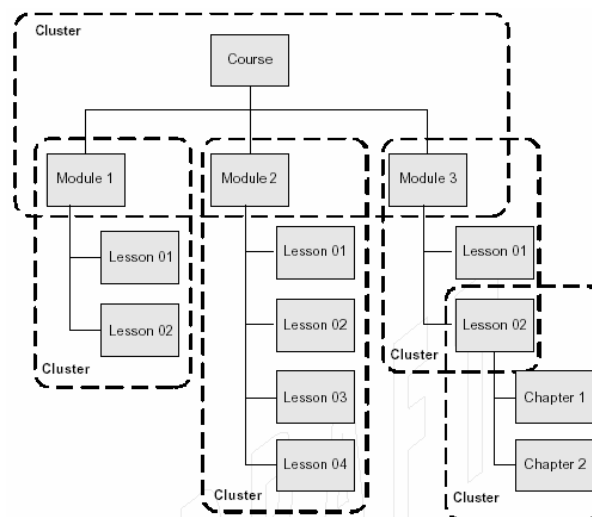 Cluster
Course
Module 1
Module 2
Module 3
Lesson 01
Lesson 02
Cluster
Lesson 01
Lesson 02
Lesson 03
Lesson 04
Cluster
Lesson 01
Lesson 02
Cluster
Chapter 1
Chapter 2
Cluster